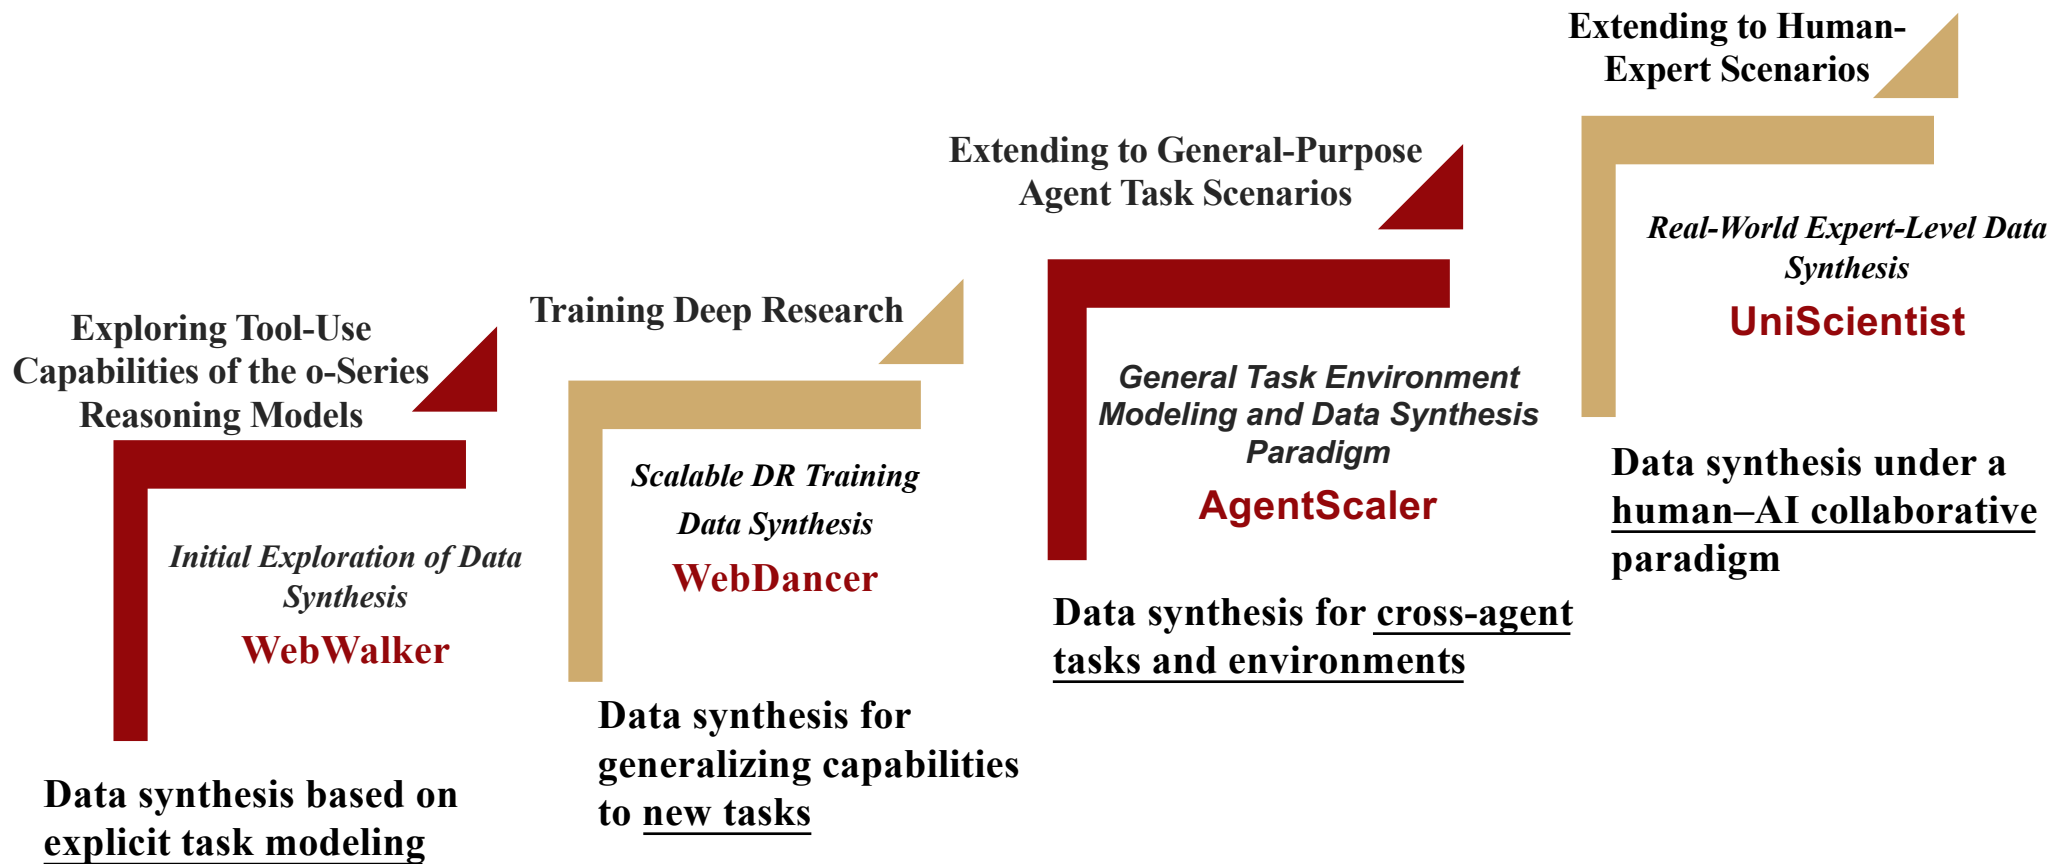 Exploring Tool-Use
Capabilities of the o-Series
Reasoning Models
Initial Exploration of Data
Synthesis
WebWalker
Data synthesis based on
explicit task modeling
Training Deep Research
Scalable DR Training
Data Synthesis
WebDancer
Data synthesis for
generalizing capabilities
to new tasks
Extending to General-Purpose
Agent Task Scenarios
General Task Environment
Modeling and Data Synthesis
Paradigm
AgentScaler
Data synthesis for cross-agent
tasks and environments
Extending to Human-
Expert Scenarios
Real-World Expert-Level Data
Synthesis
UniScientist
Data synthesis under a
human–AI collaborative
paradigm